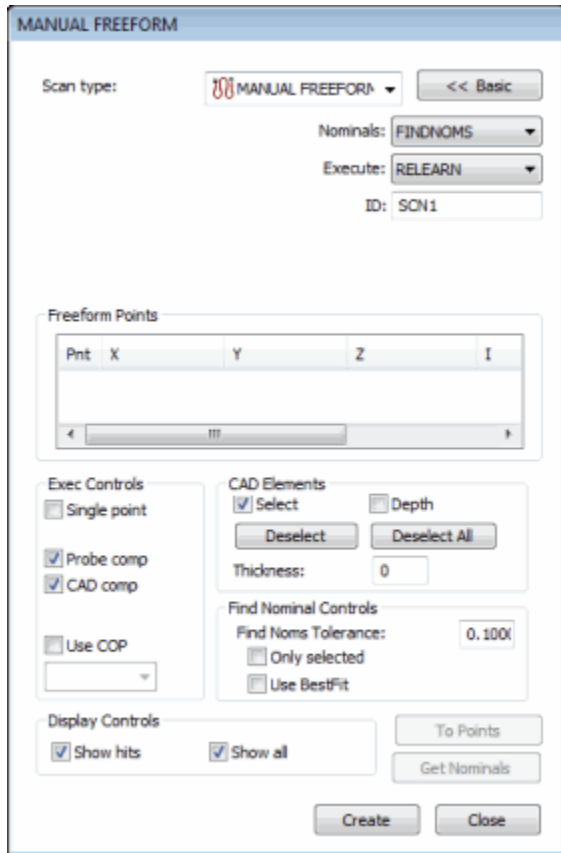 MANUAL FREEFORM
Scan type: MANUAL FREEFORM << Basic
Nominals: FINDNOMS
Execute: RELEARN
ID: SCN1
Freeform Points
Pnt X Y Z I
Exec Controls
Single point
Probe comp
CAD comp
Use COP
CAD Elements
Select Depth
Deselect Deselect All
Thickness: 0
Find Nominal Controls
Find Noms Tolerance: 0.100
Only selected
Use BestFit
Display Controls
Show hits Show all
To Points
Get Nominals
Create Close